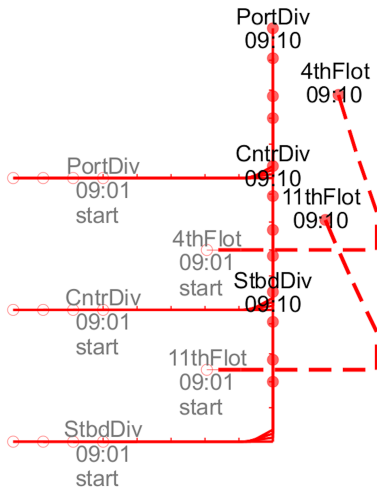 PortDiv
09:10
4thFlot
09:10
CntrDiv
09:10
PortDiv
09:01
start
11thFlot
09:10
4thFlot
09:01
start
StbdDiv
09:10
CntrDiv
09:01
start
11thFlot
09:01
start
StbdDiv
09:01
start